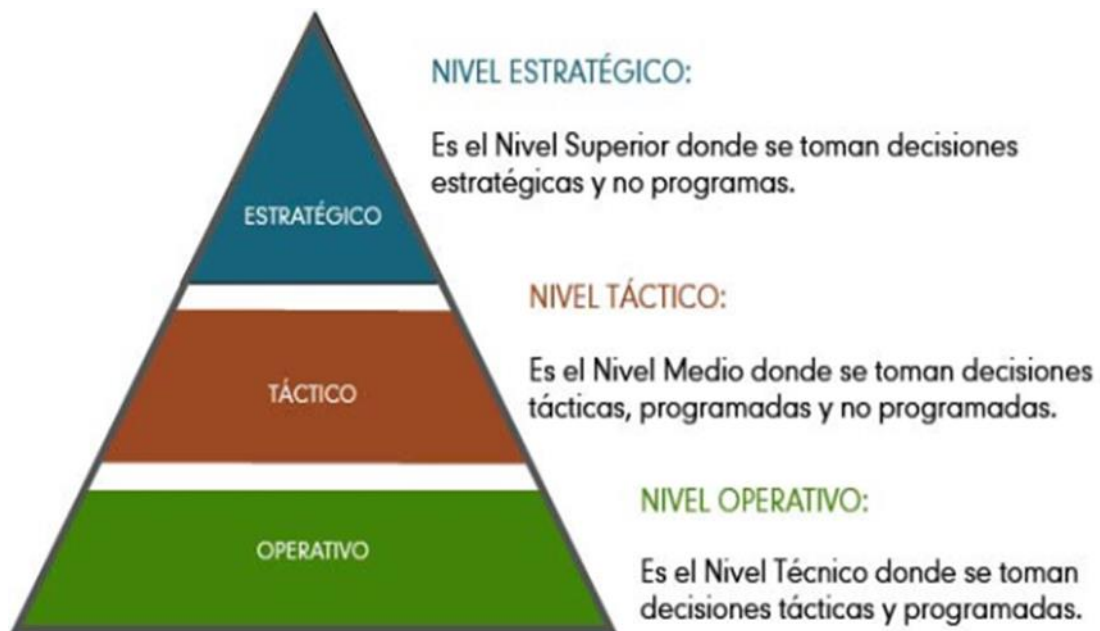 NIVEL ESTRATÉGICO:
Es el Nivel Superior donde se toman decisiones
estratégicas y no programas.
ESTRATÉGICO
NIVEL TÁCTICO:
Es el Nivel Medio donde se toman decisiones
tácticas, programadas y no programadas.
TÁCTICO
NIVEL OPERATIVO:
OPERATIVO
Es el Nivel Técnico donde se toman
decisiones tácticas y programadas.